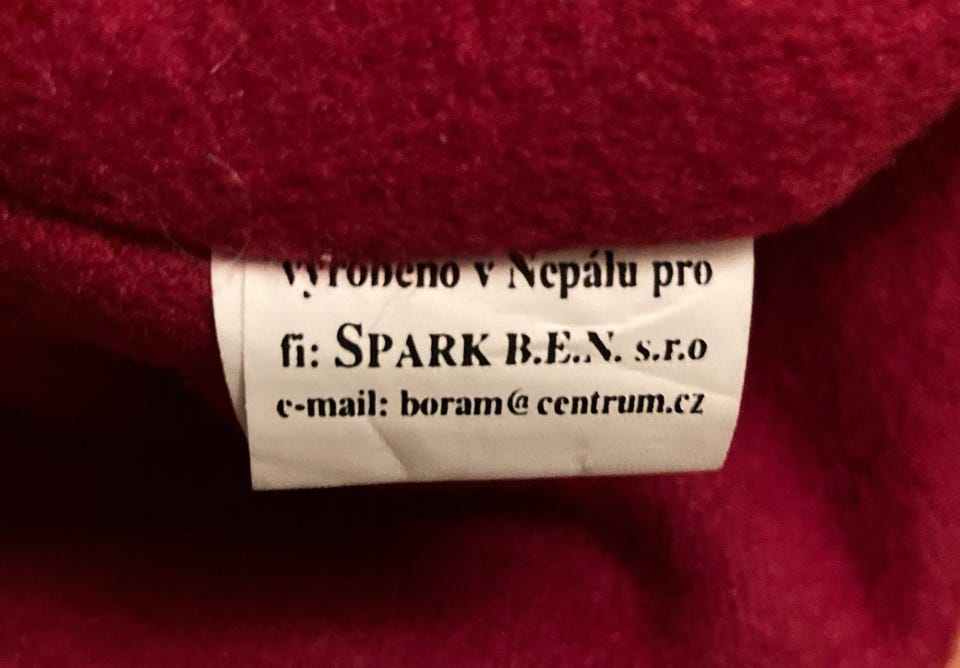 vyrobeno v Nepálu pro
fi: SPARK B.E.N. s.r.o
e-mail: boram@centrum.cz